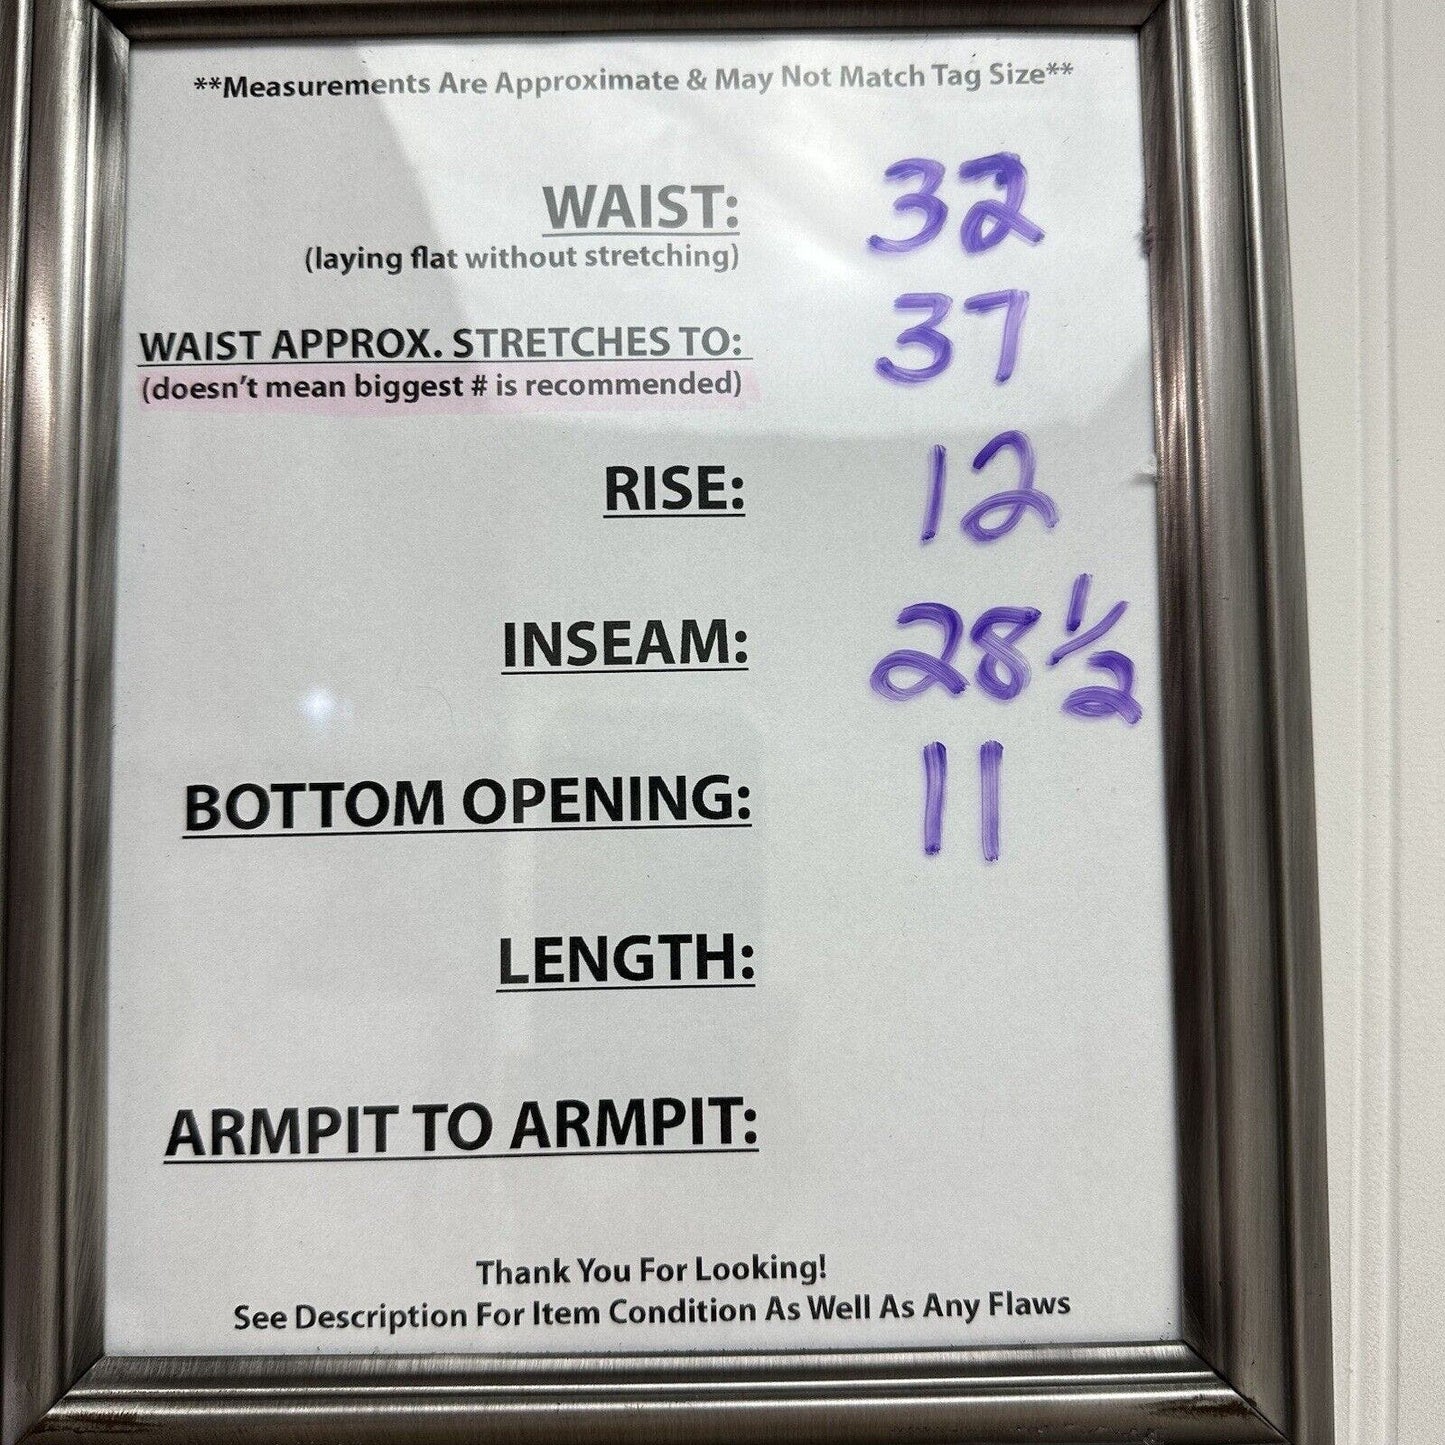 **Measurements Are Approximate & May Not Match Tag Size**
WAIST: 32
(laying flat without stretching)
WAIST APPROX. STRETCHES TO: 37
(doesn't mean biggest # is recommended)
RISE: 12
INSEAM: 28 1/2
BOTTOM OPENING: 11
LENGTH:
ARMPIT TO ARMPIT:
Thank You For Looking!
See Description For Item Condition As Well As Any Flaws